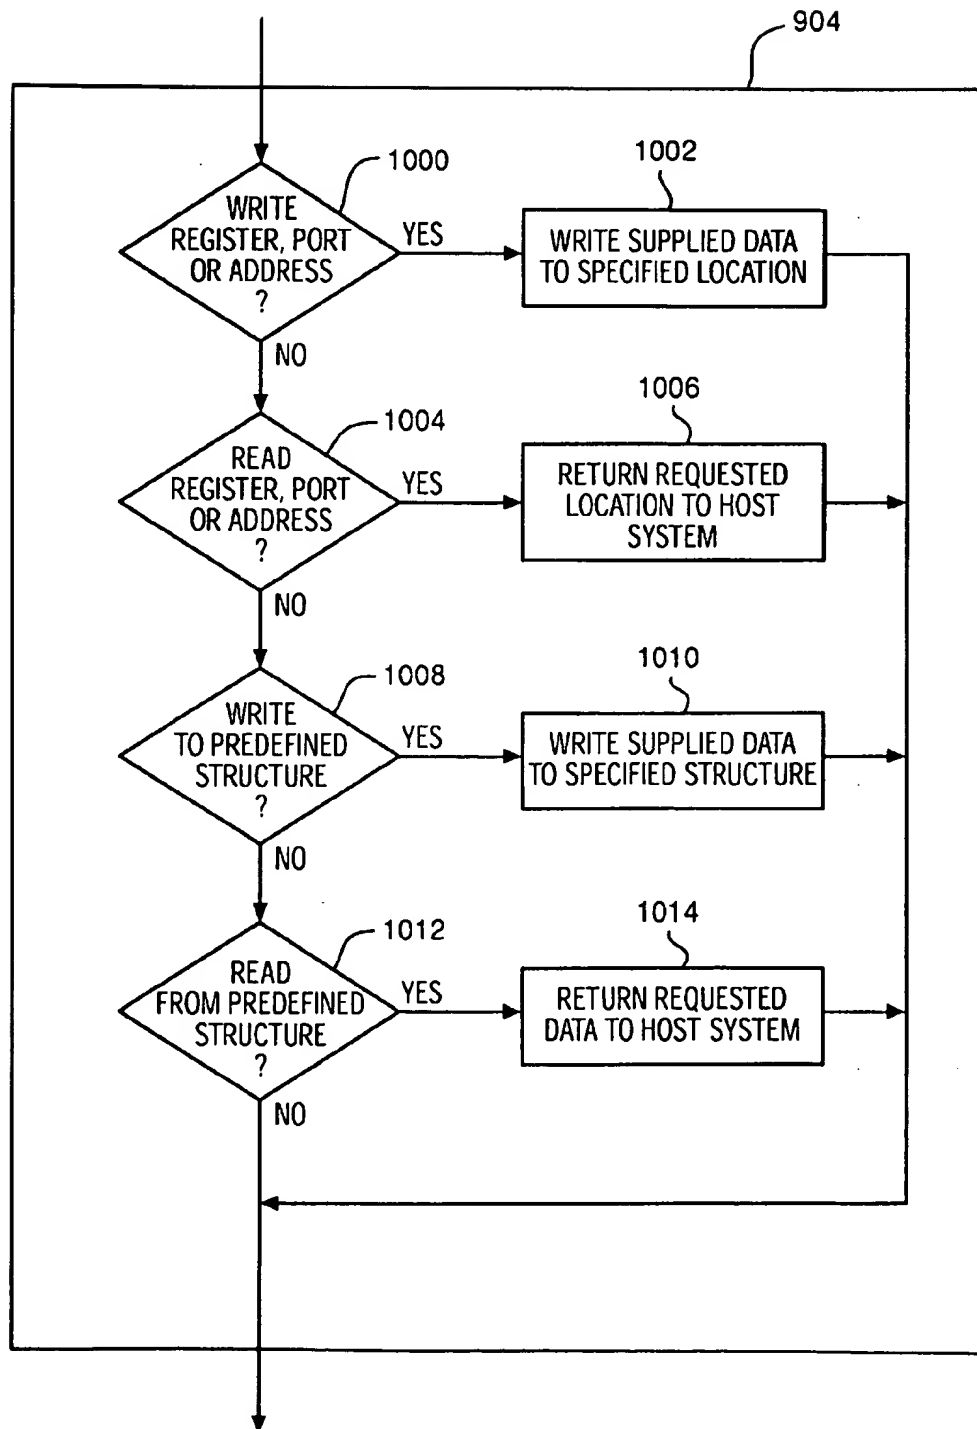 904
1000
WRITE
REGISTER, PORT
OR ADDRESS
?
YES
NO
1002
WRITE SUPPLIED DATA
TO SPECIFIED LOCATION
1004
READ
REGISTER, PORT
OR ADDRESS
?
YES
NO
1006
RETURN REQUESTED
LOCATION TO HOST
SYSTEM
1008
WRITE
TO PREDEFINED
STRUCTURE
?
YES
NO
1010
WRITE SUPPLIED DATA
TO SPECIFIED STRUCTURE
1012
READ
FROM PREDEFINED
STRUCTURE
?
YES
NO
1014
RETURN REQUESTED
DATA TO HOST SYSTEM